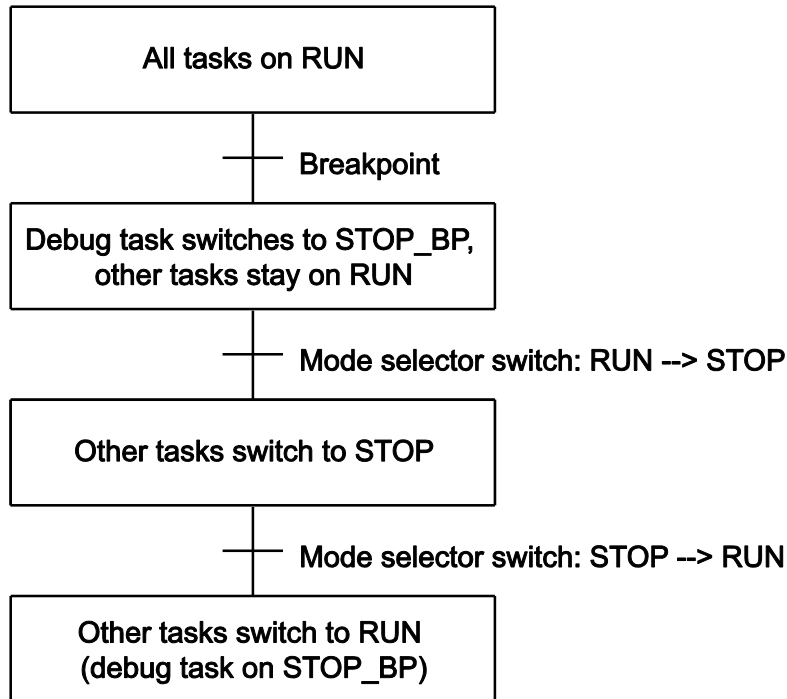 All tasks on RUN
Breakpoint
Debug task switches to STOP_BP,
other tasks stay on RUN
Mode selector switch: RUN --> STOP
Other tasks switch to STOP
Mode selector switch: STOP --> RUN
Other tasks switch to RUN
(debug task on STOP_BP)